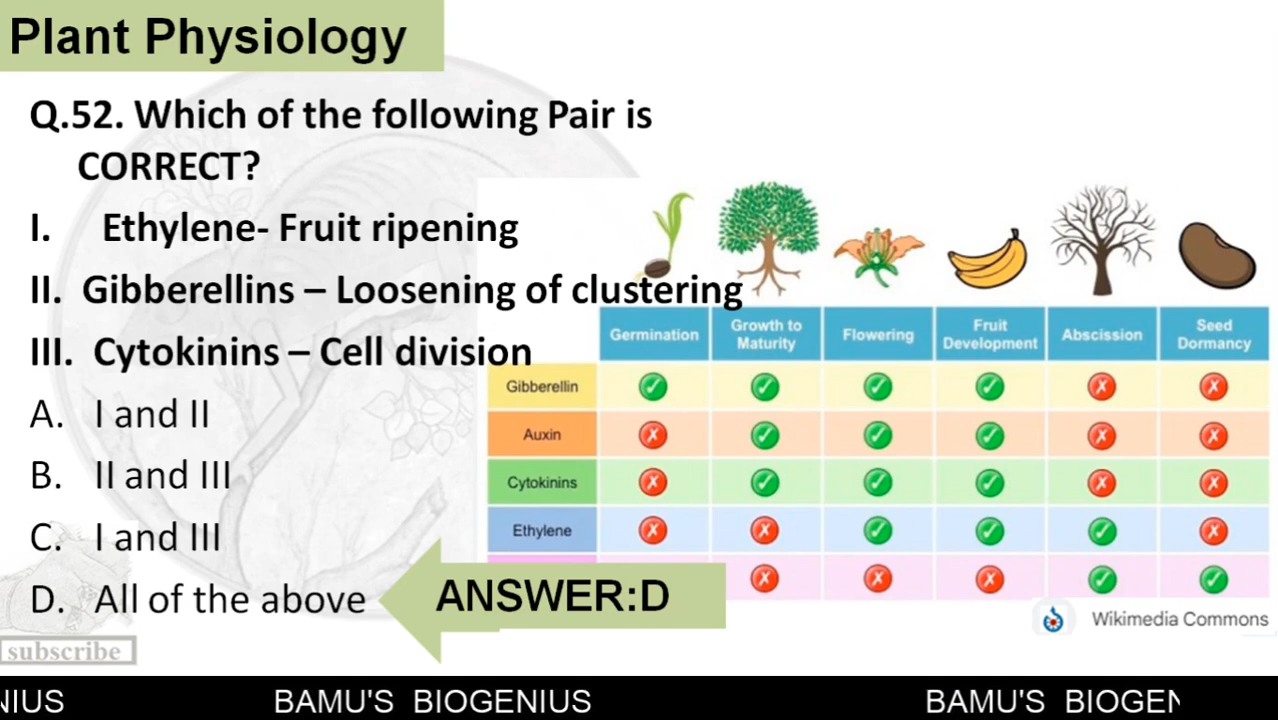 Plant Physiology
Q.52. Which of the following Pair is
CORRECT?
I. Ethylene- Fruit ripening
II. Gibberellins – Loosening of clustering
III. Cytokinins – Cell division
A. I and II
B. II and III
C. I and III
D. All of the above
ANSWER:D
Germination
Growth to
Maturity
Flowering
Fruit
Development
Abscission
Seed
Dormancy
Gibberellin
Auxin
Cytokinins
Ethylene
Wikimedia Commons
subscribe
NIUS BAMU'S BIOGENIUS BAMU'S BIOGEN